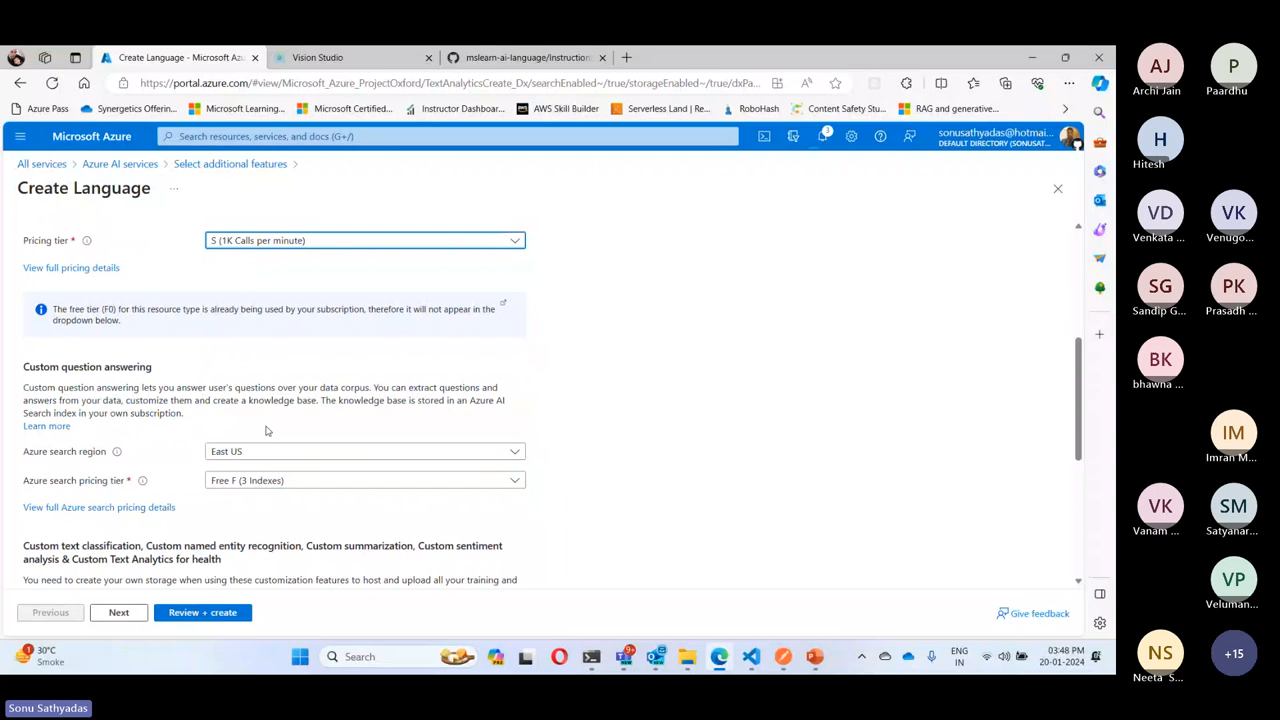 Create Language - Microsoft Azu
Vision Studio
mslearn-ai-language/Instruction
https://portal.azure.com/#view/Microsoft_Azure_ProjectOxford/TextAnalyticsCreate_Dx/searchEnabled~/true/storageEnabled~/true/dxPa...
Azure Pass
Synergetics Offering...
Microsoft Learning...
Microsoft Certified...
Instructor Dashboar...
AWS Skill Builder
Serverless Land | Re...
RoboHash
Content Safety Stu...
RAG and generative...
Microsoft Azure
Search resources, services, and docs (G+/)
3
sonusathyadas@hotmai...
DEFAULT DIRECTORY (SONUSAT...
All services > Azure AI services > Select additional features >
Create Language ...
Pricing tier *
S (1K Calls per minute)
View full pricing details
The free tier (F0) for this resource type is already being used by your subscription, therefore it will not appear in the
dropdown below.
Custom question answering
Custom question answering lets you answer user's questions over your data corpus. You can extract questions and
answers from your data, customize them and create a knowledge base. The knowledge base is stored in an Azure AI
Search index in your own subscription.
Learn more
Azure search region
East US
Azure search pricing tier *
Free F (3 Indexes)
View full Azure search pricing details
Custom text classification, Custom named entity recognition, Custom summarization, Custom sentiment
analysis & Custom Text Analytics for health
You need to create your own storage when using these customization features to host and upload all your training and
Previous
Next
Review + create
Give feedback
1
30°C
Smoke
Search
9+
ENG
IN
03:48 PM
20-01-2024
Sonu Sathyadas
AJ
Archi Jain
P
Paardhu
H
Hitesh
VD
Venkata ...
VK
Venugo...
SG
Sandip G...
PK
Prasadh ...
BK
bhawna ...
IM
Imran M...
VK
Vanam ...
SM
Satyanar...
VP
Veluman...
NS
Neeta S...
+15